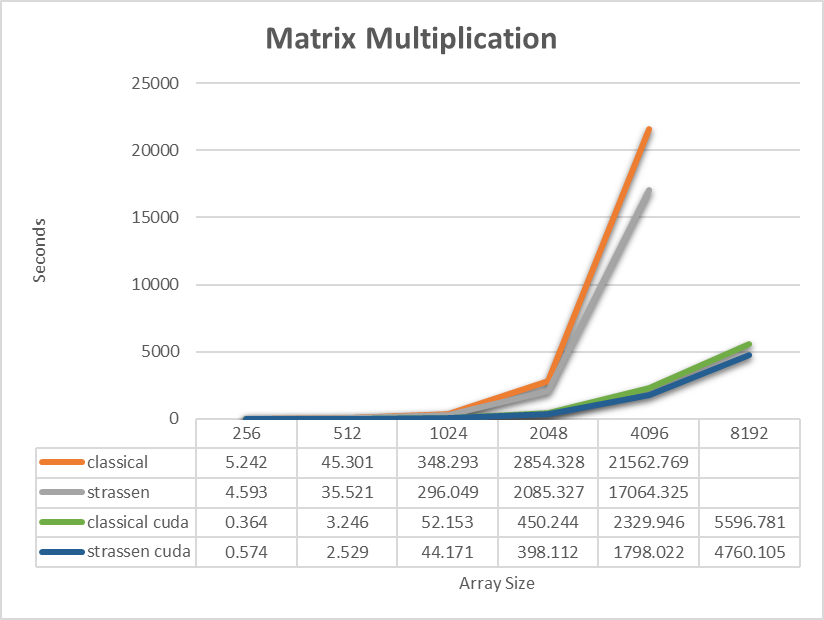 Matrix Multiplication
25000
20000
15000
10000
5000
0
Seconds
256 512 1024 2048 4096 8192
classical 5.242 45.301 348.293 2854.328 21562.769
strassen 4.593 35.521 296.049 2085.327 17064.325
classical cuda 0.364 3.246 52.153 450.244 2329.946 5596.781
strassen cuda 0.574 2.529 44.171 398.112 1798.022 4760.105
Array Size